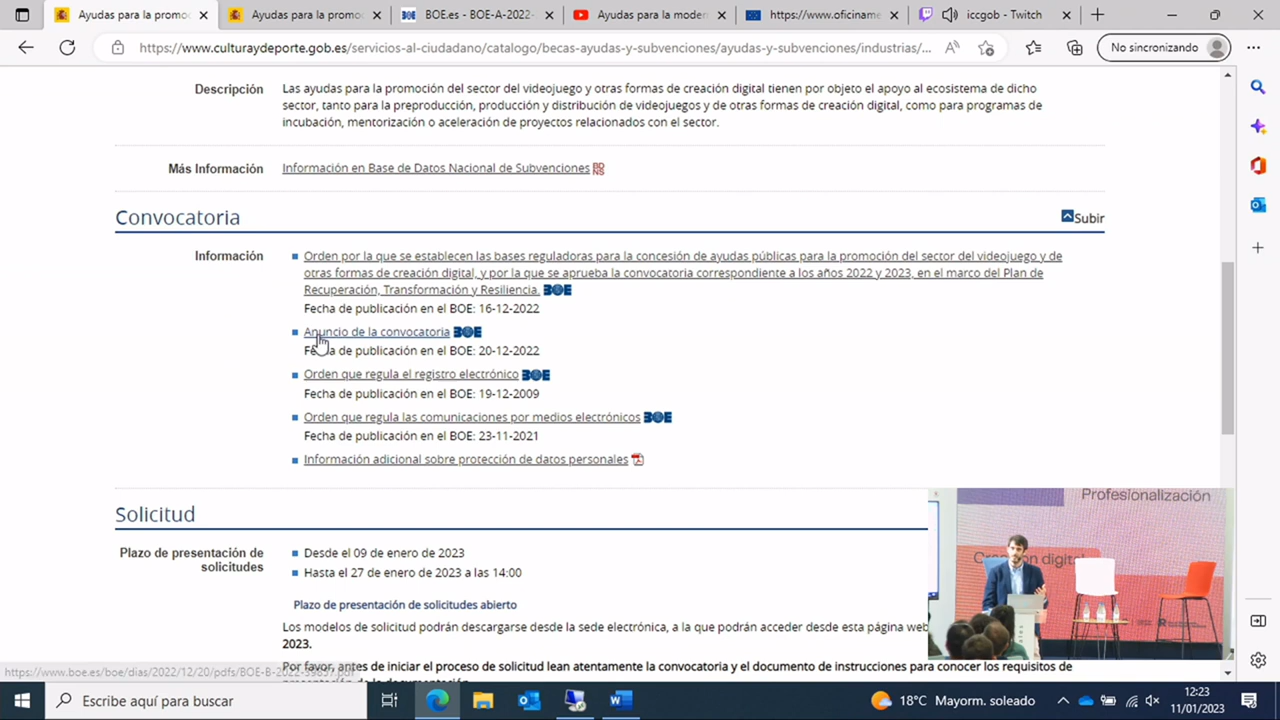 Ayudas para la promo
Ayudas para la promo
BOE.es - BOE-A-2022-
Ayudas para la moder
https://www.oficiname
iccgob - Twitch
https://www.culturaydeporte.gob.es/servicios-al-ciudadano/catalogo/becas-ayudas-y-subvenciones/ayudas-y-subvenciones/industrias/...
No sincronizando
Descripción
Las ayudas para la promoción del sector del videojuego y otras formas de creación digital tienen por objeto el apoyo al ecosistema de dicho
sector, tanto para la preproducción, producción y distribución de videojuegos y de otras formas de creación digital, como para programas de
incubación, mentorización o aceleración de proyectos relacionados con el sector.
Más Información
Información en Base de Datos Nacional de Subvenciones
Convocatoria
Subir
Información
Orden por la que se establecen las bases reguladoras para la concesión de ayudas públicas para la promoción del sector del videojuego y de
otras formas de creación digital, y por la que se aprueba la convocatoria correspondiente a los años 2022 y 2023, en el marco del Plan de
Recuperación, Transformación y Resiliencia. BOE
Fecha de publicación en el BOE: 16-12-2022
Anuncio de la convocatoria BOE
Fecha de publicación en el BOE: 20-12-2022
Orden que regula el registro electrónico BOE
Fecha de publicación en el BOE: 19-12-2009
Orden que regula las comunicaciones por medios electrónicos BOE
Fecha de publicación en el BOE: 23-11-2021
Información adicional sobre protección de datos personales
Solicitud
Plazo de presentación de
solicitudes
Desde el 09 de enero de 2023
Hasta el 27 de enero de 2023 a las 14:00
Plazo de presentación de solicitudes abierto
Los modelos de solicitud podrán descargarse desde la sede electrónica, a la que podrán acceder desde esta página web
2023.
Por favor, antes de iniciar el proceso de solicitud lean atentamente la convocatoria y el documento de instrucciones para conocer los requisitos de
Profesionalización
Creación digital
Escribe aquí para buscar
18°C Mayorm. soleado
12:23
11/01/2023